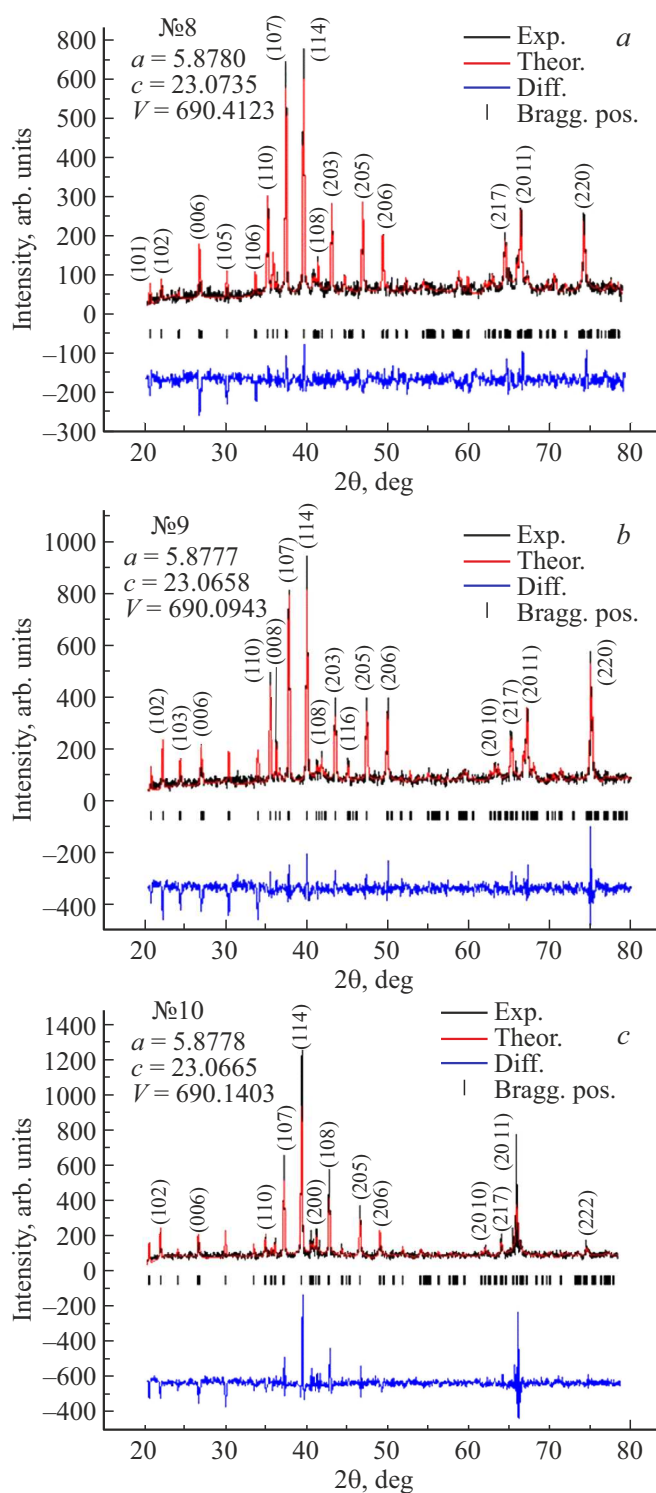 №8
a = 5.8780
c = 23.0735
V = 690.4123
Exp.
Theor.
Diff.
Bragg. pos.
a
(101)
(102)
(006)
(105)
(106)
(110)
(107)
(114)
(108)
(203)
(205)
(206)
(217)
(2011)
(220)
Intensity, arb. units
800
700
600
500
400
300
200
100
0
–100
–200
–300
20 30 40 50 60 70 80
2θ, deg
№9
a = 5.8777
c = 23.0658
V = 690.0943
Exp.
Theor.
Diff.
Bragg. pos.
b
(102)
(103)
(006)
(110)
(008)
(107)
(114)
(108)
(203)
(116)
(205)
(206)
(2010)
(217)
(2011)
(220)
Intensity, arb. units
1000
800
600
400
200
0
–200
–400
20 30 40 50 60 70 80
2θ, deg
№10
a = 5.8778
c = 23.0665
V = 690.1403
Exp.
Theor.
Diff.
Bragg. pos.
c
(102)
(006)
(110)
(107)
(114)
(200)
(108)
(205)
(206)
(2010)
(217)
(2011)
(222)
Intensity, arb. units
1400
1200
1000
800
600
400
200
0
–200
–400
–600
–400
20 30 40 50 60 70 80
2θ, deg